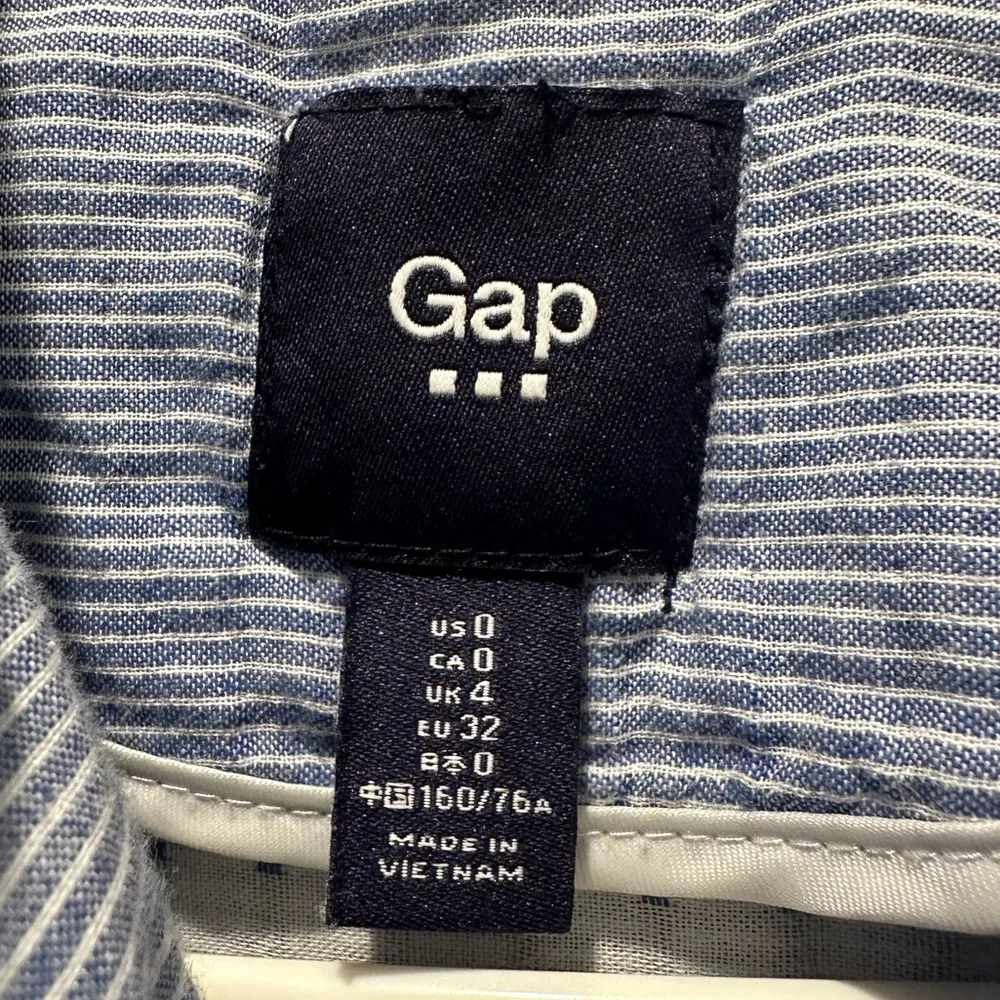 Gap
US 0
CA 0
UK 4
EU 32
日本 0
中国 160/76A
MADE IN
VIETNAM